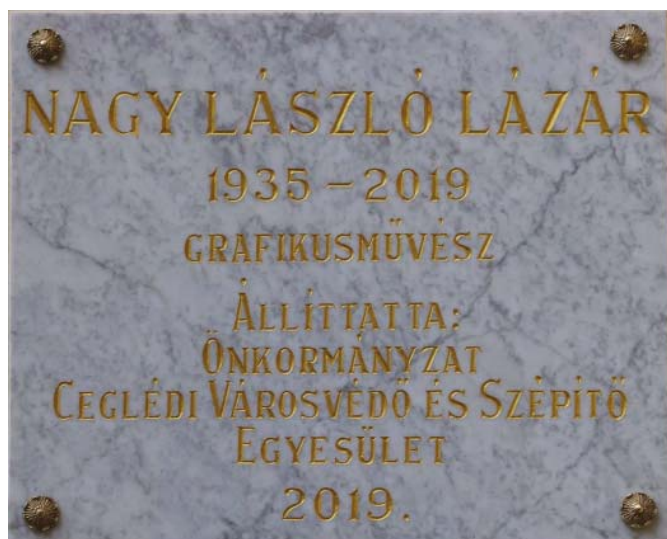 NAGY LÁSZLÓ LÁZÁR
1935 – 2019
GRAFIKUSMŰVÉSZ
ÁLLÍTTATTA:
ÖNKORMÁNYZAT
CEGLÉDI VÁROSVÉDŐ ÉS SZÉPÍTŐ
EGYESÜLET
2019.